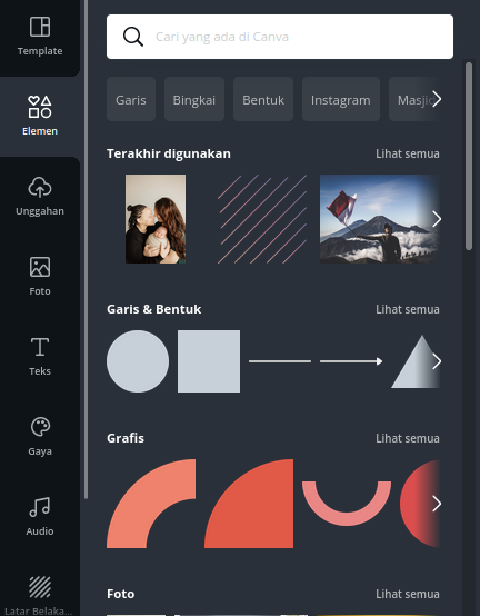 Template
Elemen
Unggahan
Foto
Teks
Gaya
Audio
Latar Belaka...
Cari yang ada di Canva
Garis
Bingkai
Bentuk
Instagram
Terakhir digunakan
Lihat semua
Garis & Bentuk
Lihat semua
Grafis
Lihat semua
Foto
Lihat semua